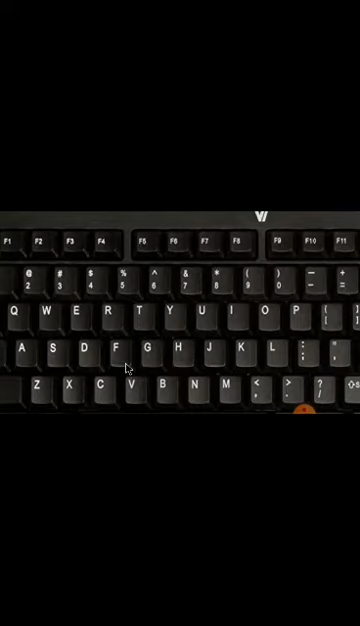 F1 F2 F3 F4 F5 F6 F7 F8 F9 F10 F11
@ # $ % ^ & * ( ) — +
2 3 4 5 6 7 8 9 0 – =
Q W E R T Y U I O P { }
[ ]
A S D F G H J K L : "
; '
Z X C V B N M < > ? ⇧S
, . /